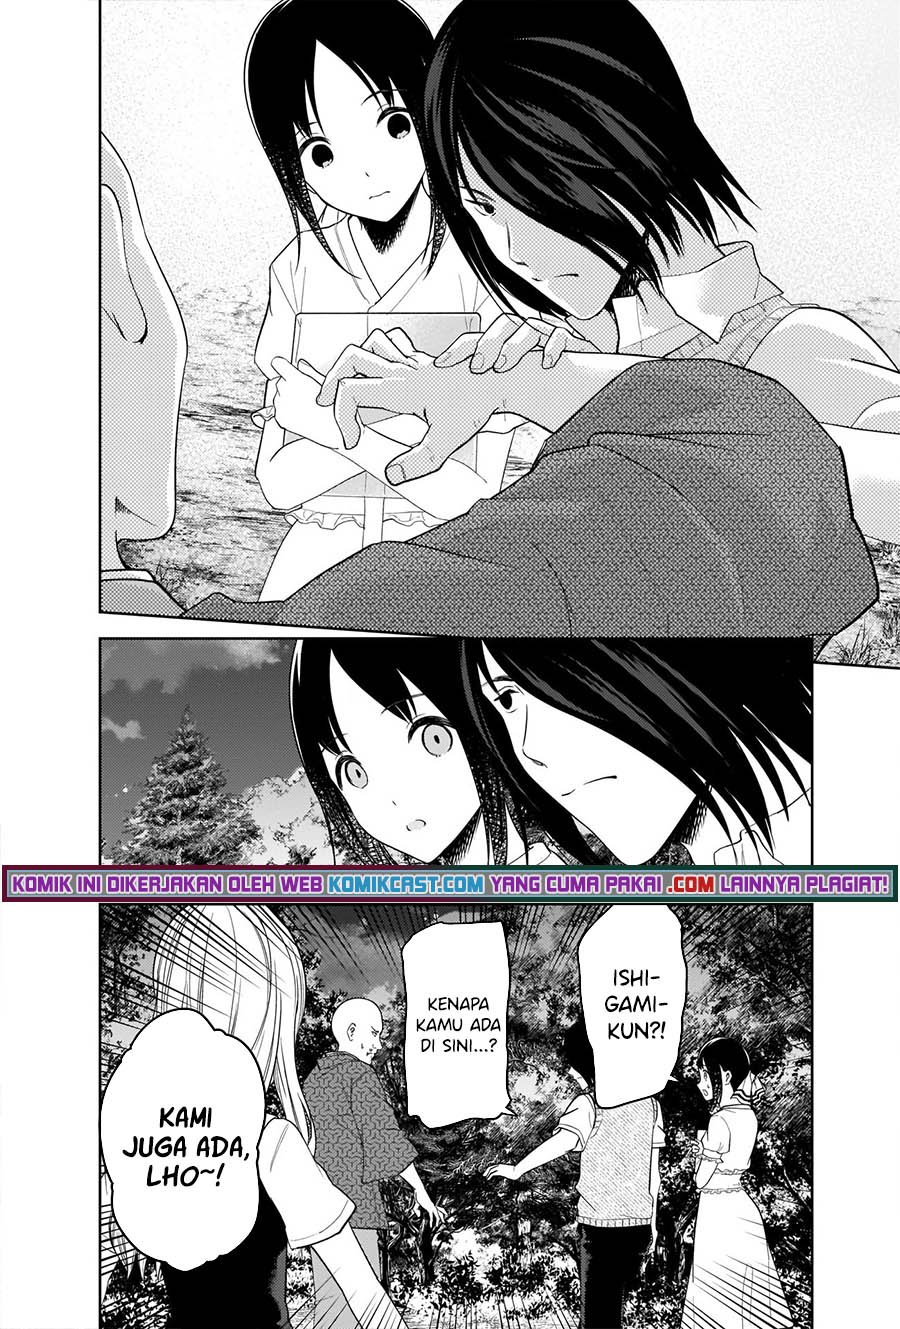 KOMIK INI DIKERJAKAN OLEH WEB KOMIKCAST.COM YANG CUMA PAKAI .COM LAINNYA PLAGIAT!
ISHI-
GAMI-
KUN?!
KENAPA
KAMU ADA
DI SINI...?
KAMI
JUGA ADA,
LHO~!